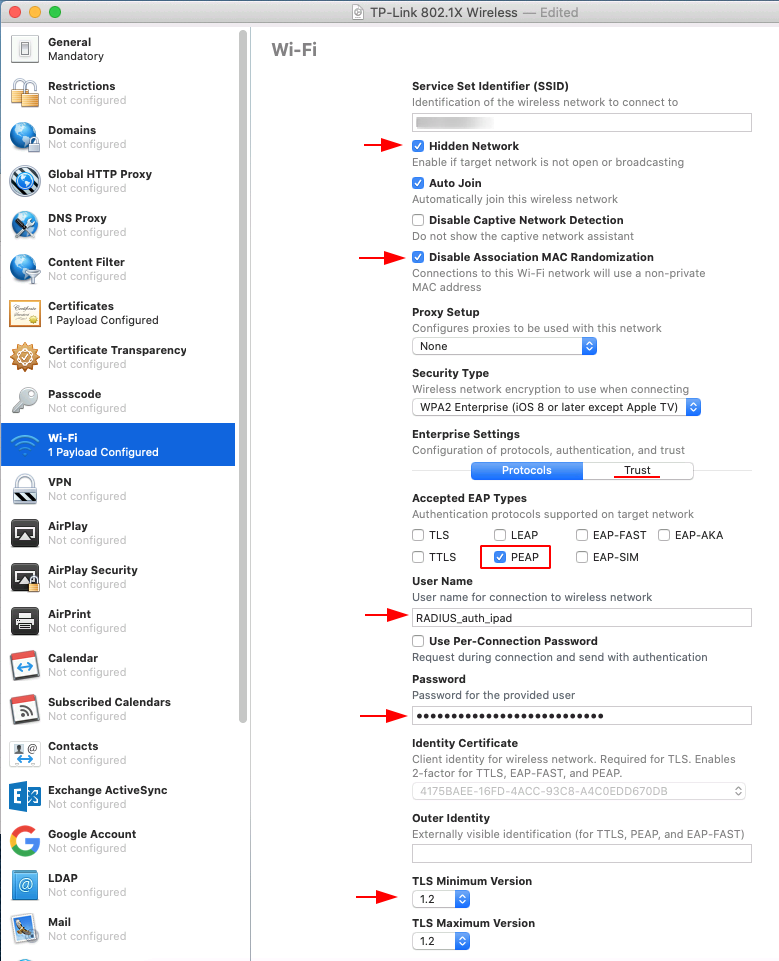 TP-Link 802.1X Wireless — Edited
General
Mandatory
Restrictions
Not configured
Domains
Not configured
Global HTTP Proxy
Not configured
DNS Proxy
Not configured
Content Filter
Not configured
Certificates
1 Payload Configured
Certificate Transparency
Not configured
Passcode
Not configured
Wi-Fi
1 Payload Configured
VPN
Not configured
AirPlay
Not configured
AirPlay Security
Not configured
AirPrint
Not configured
Calendar
Not configured
Subscribed Calendars
Not configured
Contacts
Not configured
Exchange ActiveSync
Not configured
Google Account
Not configured
LDAP
Not configured
Mail
Not configured
Wi-Fi
Service Set Identifier (SSID)
Identification of the wireless network to connect to
Hidden Network
Enable if target network is not open or broadcasting
Auto Join
Automatically join this wireless network
Disable Captive Network Detection
Do not show the captive network assistant
Disable Association MAC Randomization
Connections to this Wi-Fi network will use a non-private
MAC address
Proxy Setup
Configures proxies to be used with this network
None
Security Type
Wireless network encryption to use when connecting
WPA2 Enterprise (iOS 8 or later except Apple TV)
Enterprise Settings
Configuration of protocols, authentication, and trust
Protocols Trust
Accepted EAP Types
Authentication protocols supported on target network
TLS LEAP EAP-FAST EAP-AKA
TTLS PEAP EAP-SIM
User Name
User name for connection to wireless network
RADIUS_auth_ipad
Use Per-Connection Password
Request during connection and send with authentication
Password
Password for the provided user
•••••••••••••••••••••••••••
Identity Certificate
Client identity for wireless network. Required for TLS. Enables
2-factor for TTLS, EAP-FAST, and PEAP.
4175BAEE-16FD-4ACC-93C8-A4C0EDD670DB
Outer Identity
Externally visible identification (for TTLS, PEAP, and EAP-FAST)
TLS Minimum Version
1.2
TLS Maximum Version
1.2